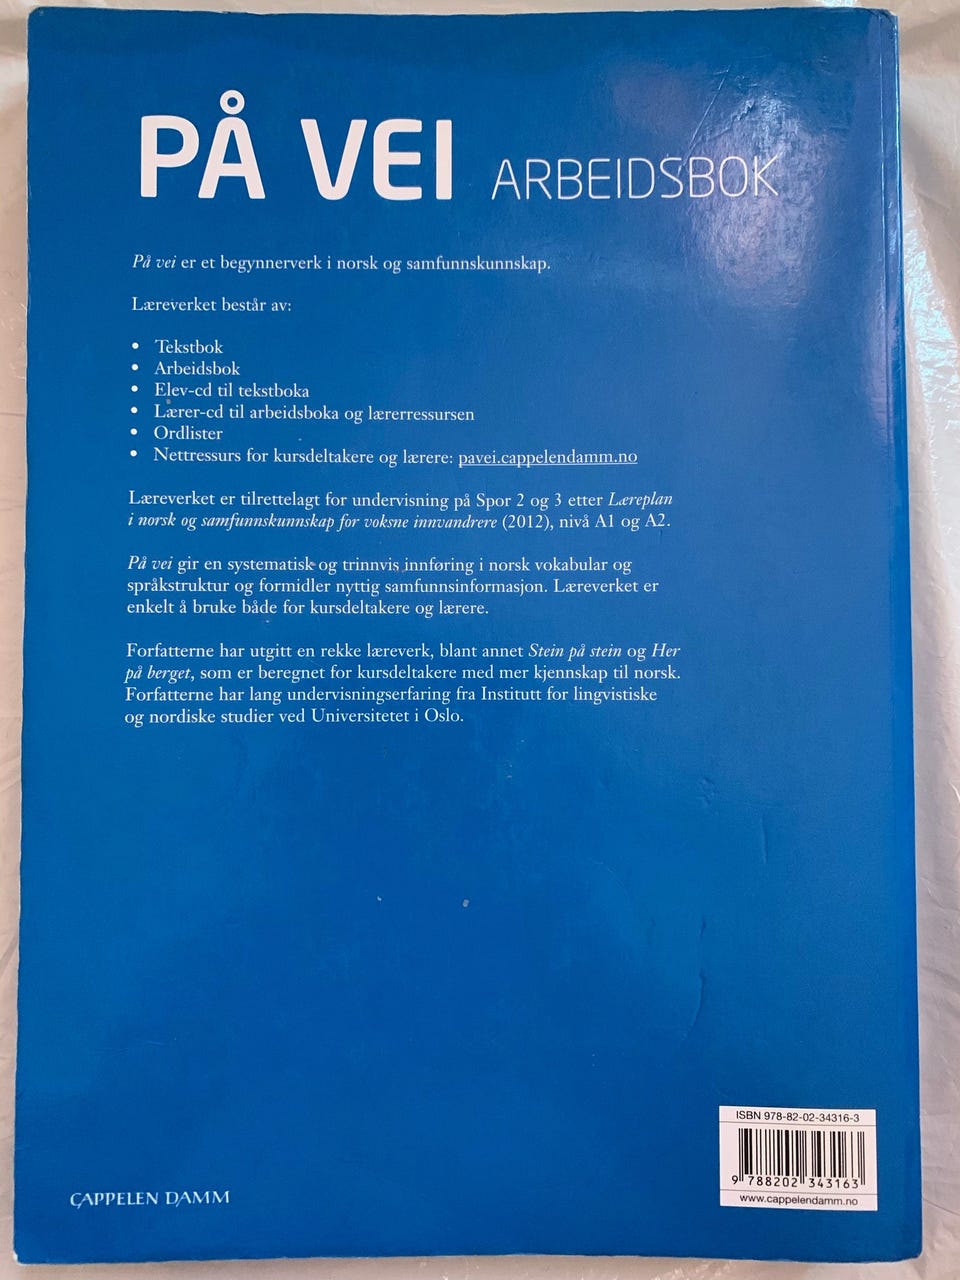 PÅ VEI ARBEIDSBOK
På vei er et begynnerverk i norsk og samfunnskunnskap.
Læreverket består av:
• Tekstbok
• Arbeidsbok
• Elev-cd til tekstboka
• Lærer-cd til arbeidsboka og lærerressursen
• Ordlister
• Nettressurs for kursdeltakere og lærere: pavei.cappelendamm.no
Læreverket er tilrettelagt for undervisning på Spor 2 og 3 etter Læreplan
i norsk og samfunnskunnskap for voksne innvandrere (2012), nivå A1 og A2.
På vei gir en systematisk og trinnvis innføring i norsk vokabular og
språkstruktur og formidler nyttig samfunnsinformasjon. Læreverket er
enkelt å bruke både for kursdeltakere og lærere.
Forfatterne har utgitt en rekke læreverk, blant annet Stein på stein og Her
på berget, som er beregnet for kursdeltakere med mer kjennskap til norsk.
Forfatterne har lang undervisningserfaring fra Institutt for lingvistiske
og nordiske studier ved Universitetet i Oslo.
ISBN 978-82-02-34316-3
9 788202 343163
www.cappelendamm.no
CAPPELEN DAMM